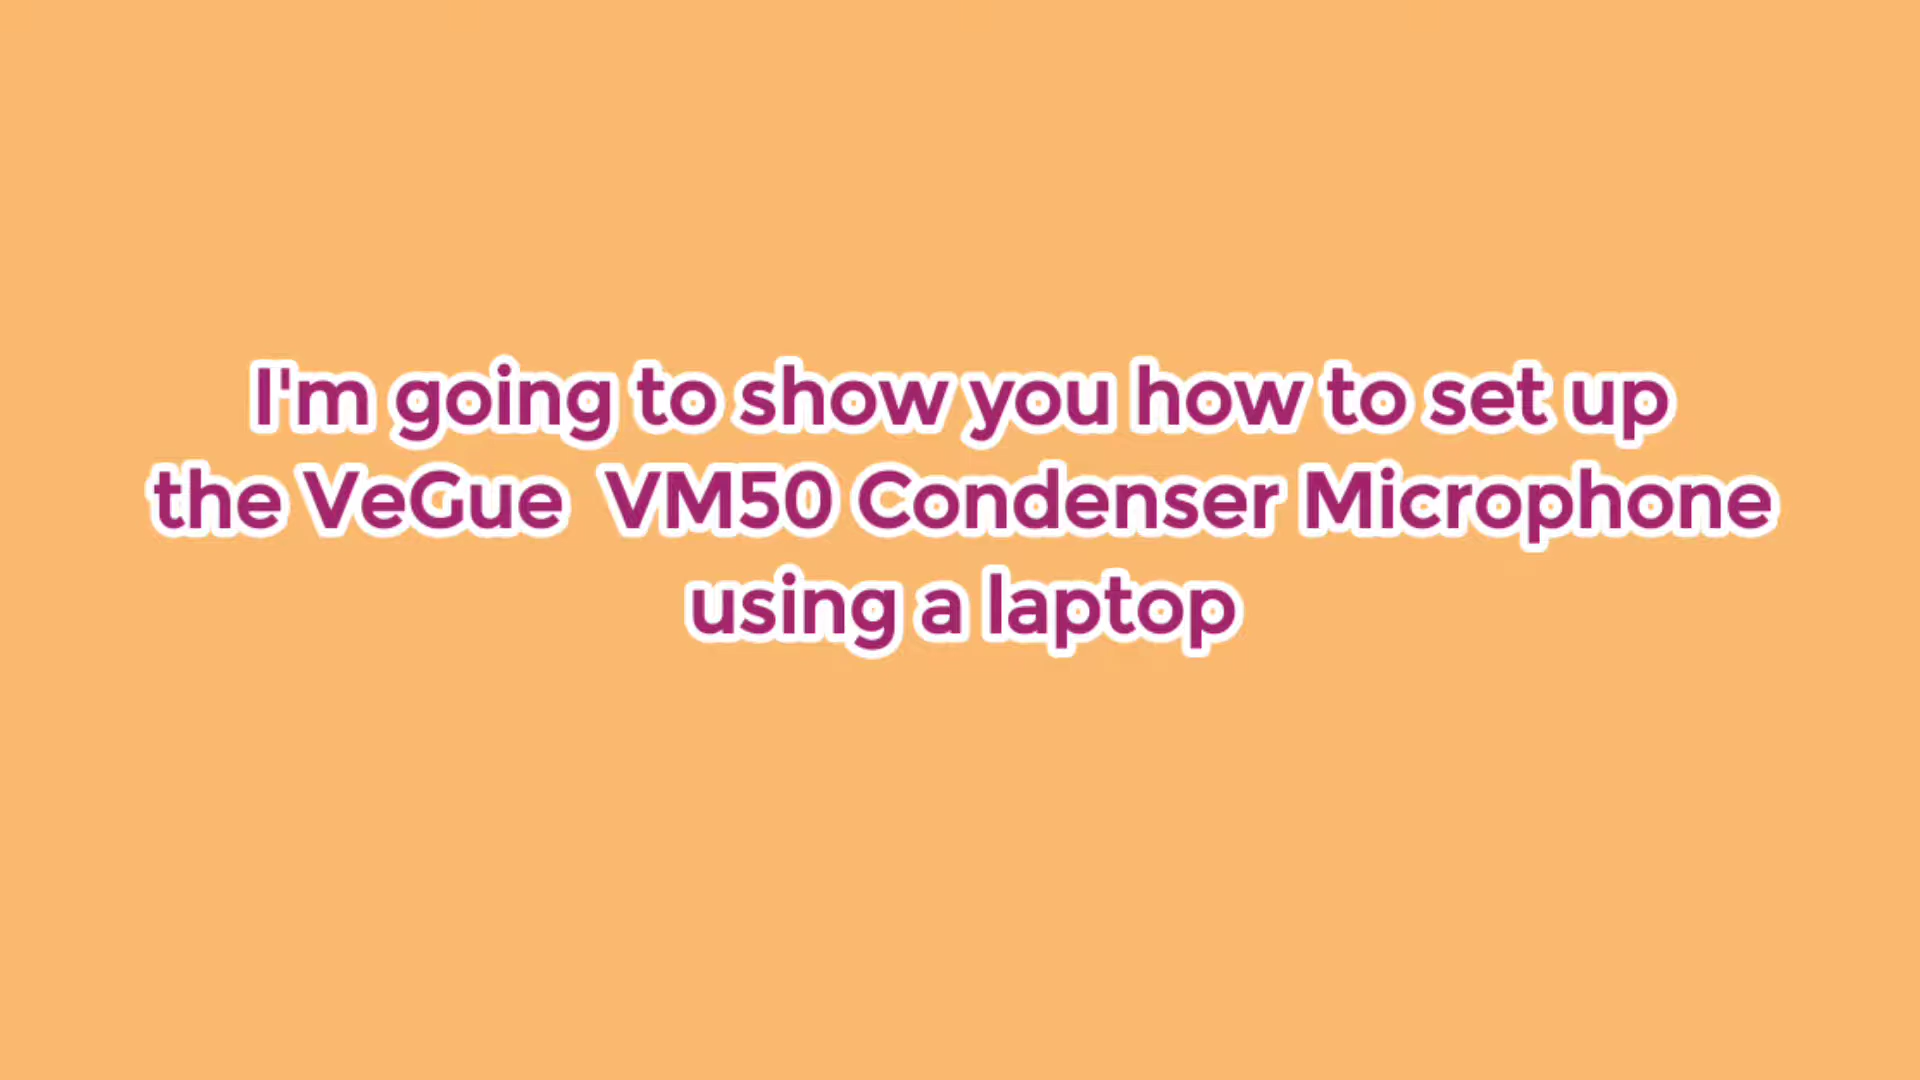 I'm going to show you how to set up
the VeGue  VM50 Condenser Microphone
using a laptop